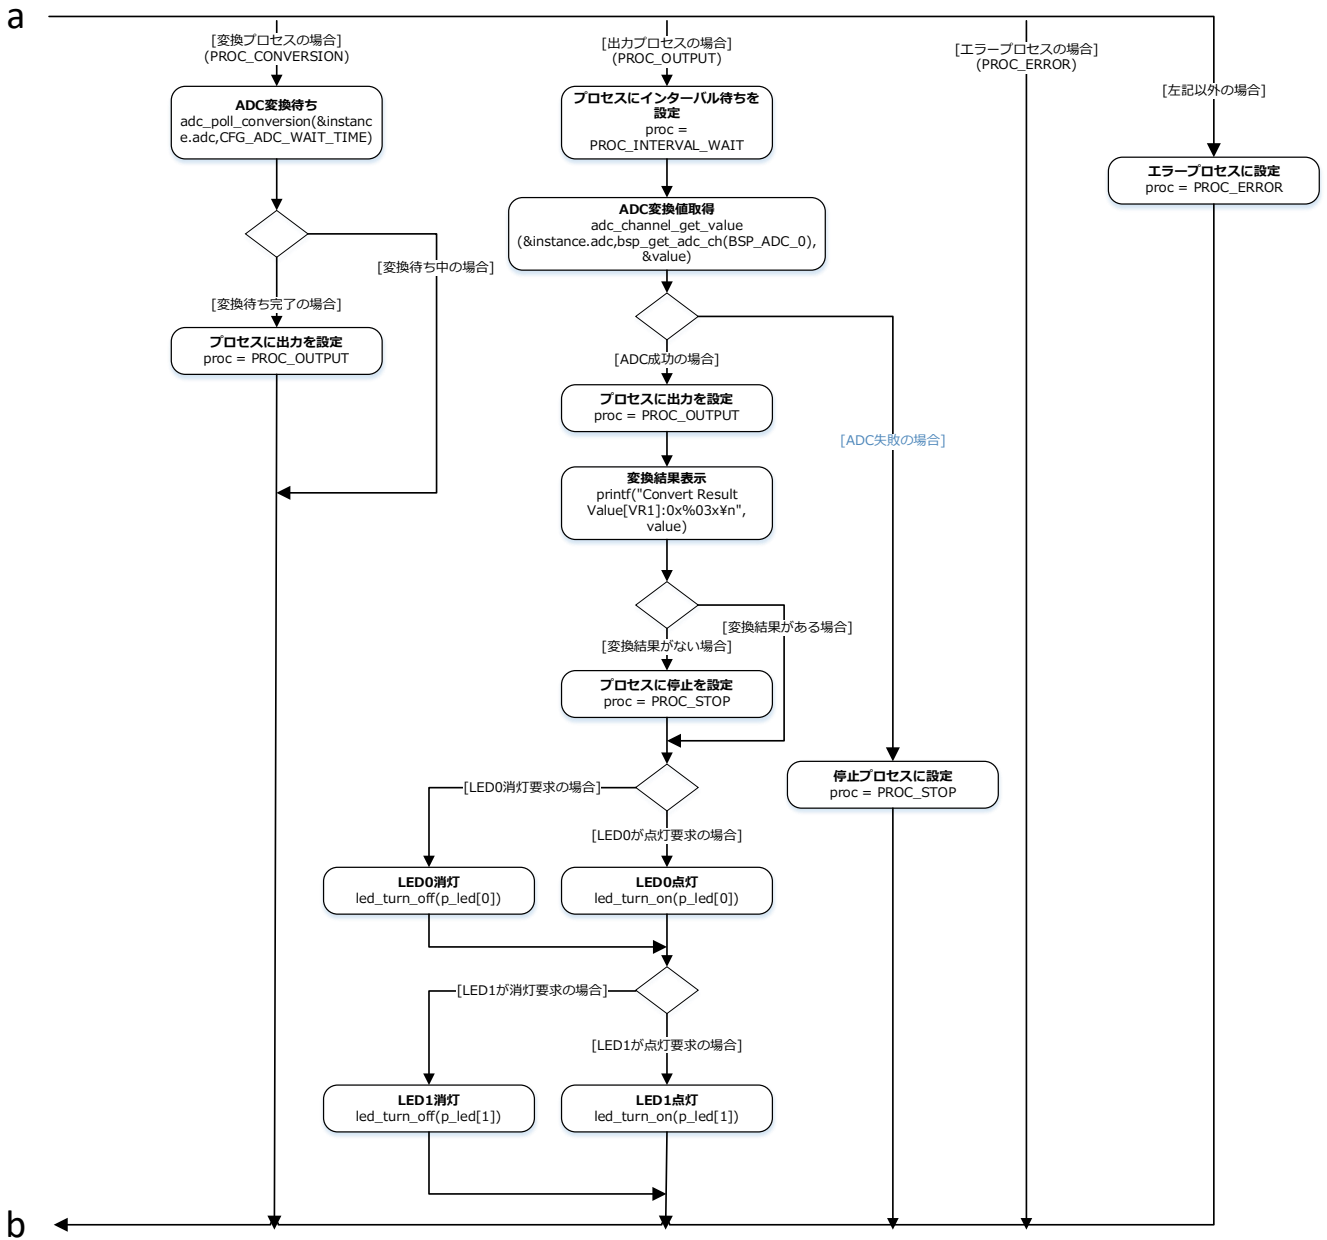 a
[変換プロセスの場合]
(PROC_CONVERSION)
ADC変換待ち
adc_poll_conversion(&instanc
e.adc,CFG_ADC_WAIT_TIME)
[変換待ち中の場合]
[変換待ち完了の場合]
プロセスに出力を設定
proc = PROC_OUTPUT
[出力プロセスの場合]
(PROC_OUTPUT)
プロセスにインターバル待ちを
設定
proc =
PROC_INTERVAL_WAIT
ADC変換値取得
adc_channel_get_value
(&instance.adc,bsp_get_adc_ch(BSP_ADC_0),
&value)
[ADC成功の場合]
プロセスに出力を設定
proc = PROC_OUTPUT
[ADC失敗の場合]
変換結果表示
printf("Convert Result
Value[VR1]:0x%03x¥n",
value)
[変換結果がある場合]
[変換結果がない場合]
プロセスに停止を設定
proc = PROC_STOP
停止プロセスに設定
proc = PROC_STOP
[LED0消灯要求の場合]
[LED0が点灯要求の場合]
LED0消灯
led_turn_off(p_led[0])
LED0点灯
led_turn_on(p_led[0])
[LED1が消灯要求の場合]
[LED1が点灯要求の場合]
LED1消灯
led_turn_off(p_led[1])
LED1点灯
led_turn_on(p_led[1])
[エラープロセスの場合]
(PROC_ERROR)
[左記以外の場合]
エラープロセスに設定
proc = PROC_ERROR
b